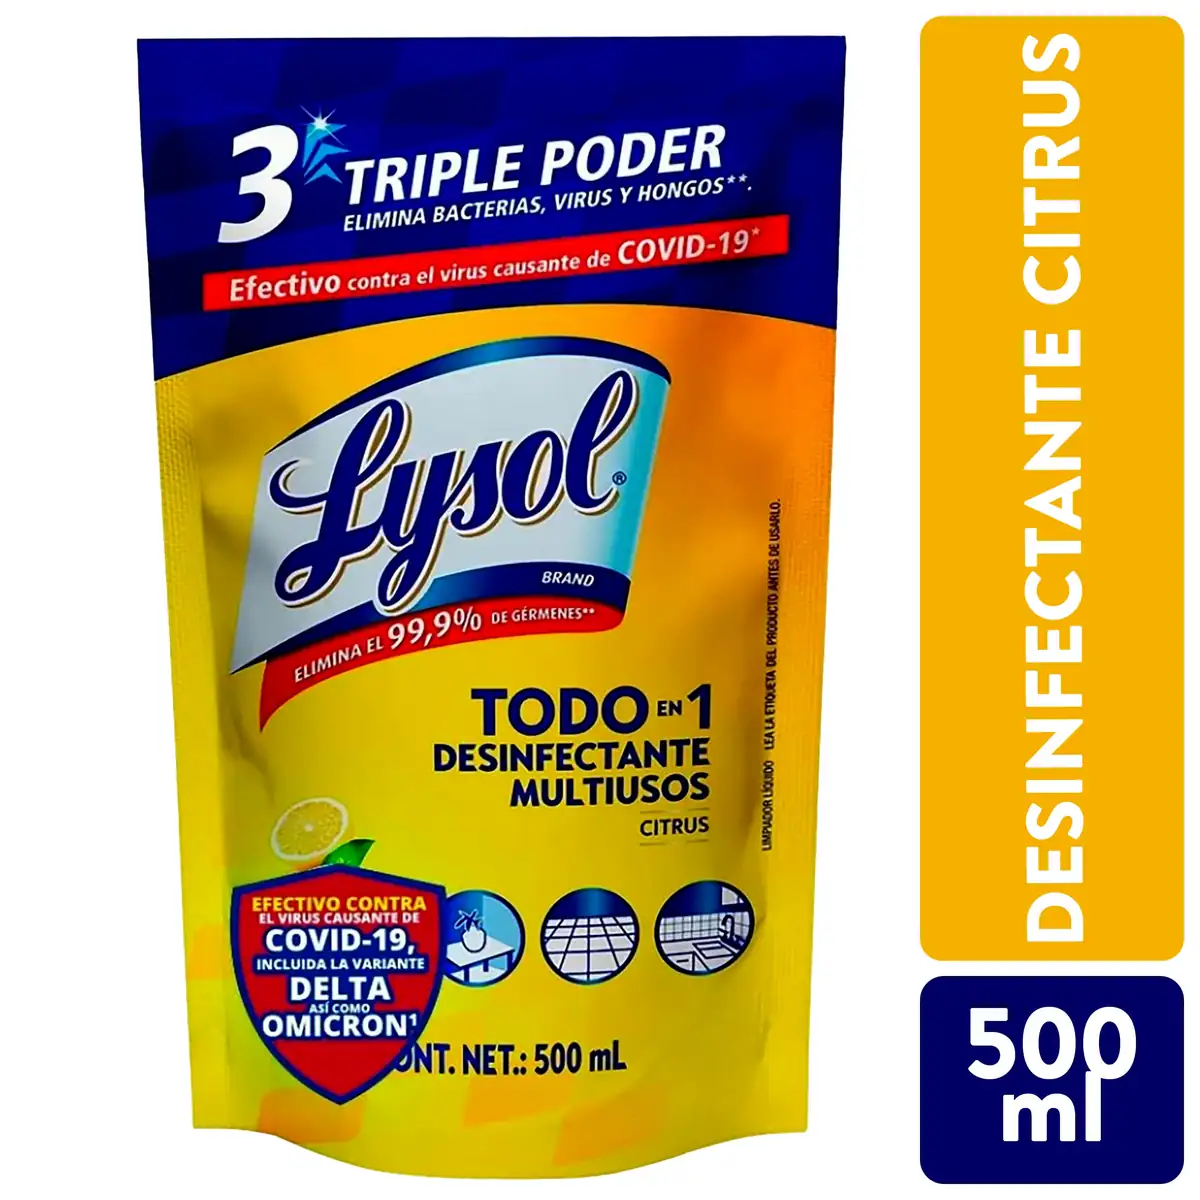 3 TRIPLE PODER
ELIMINA BACTERIAS, VIRUS Y HONGOS**.
Efectivo contra el virus causante de COVID-19*
Lysol®
BRAND
ELIMINA EL 99,9% DE GÉRMENES**
TODO EN 1
DESINFECTANTE
MULTIUSOS
CITRUS
LIMPIADOR LÍQUIDO LEA LA ETIQUETA DEL PRODUCTO ANTES DE USARLO.
EFECTIVO CONTRA
EL VIRUS CAUSANTE DE
COVID-19,
INCLUIDA LA VARIANTE
DELTA
ASÍ COMO
OMICRON¹
ONT. NET.: 500 mL
DESINFECTANTE CITRUS
500
ml